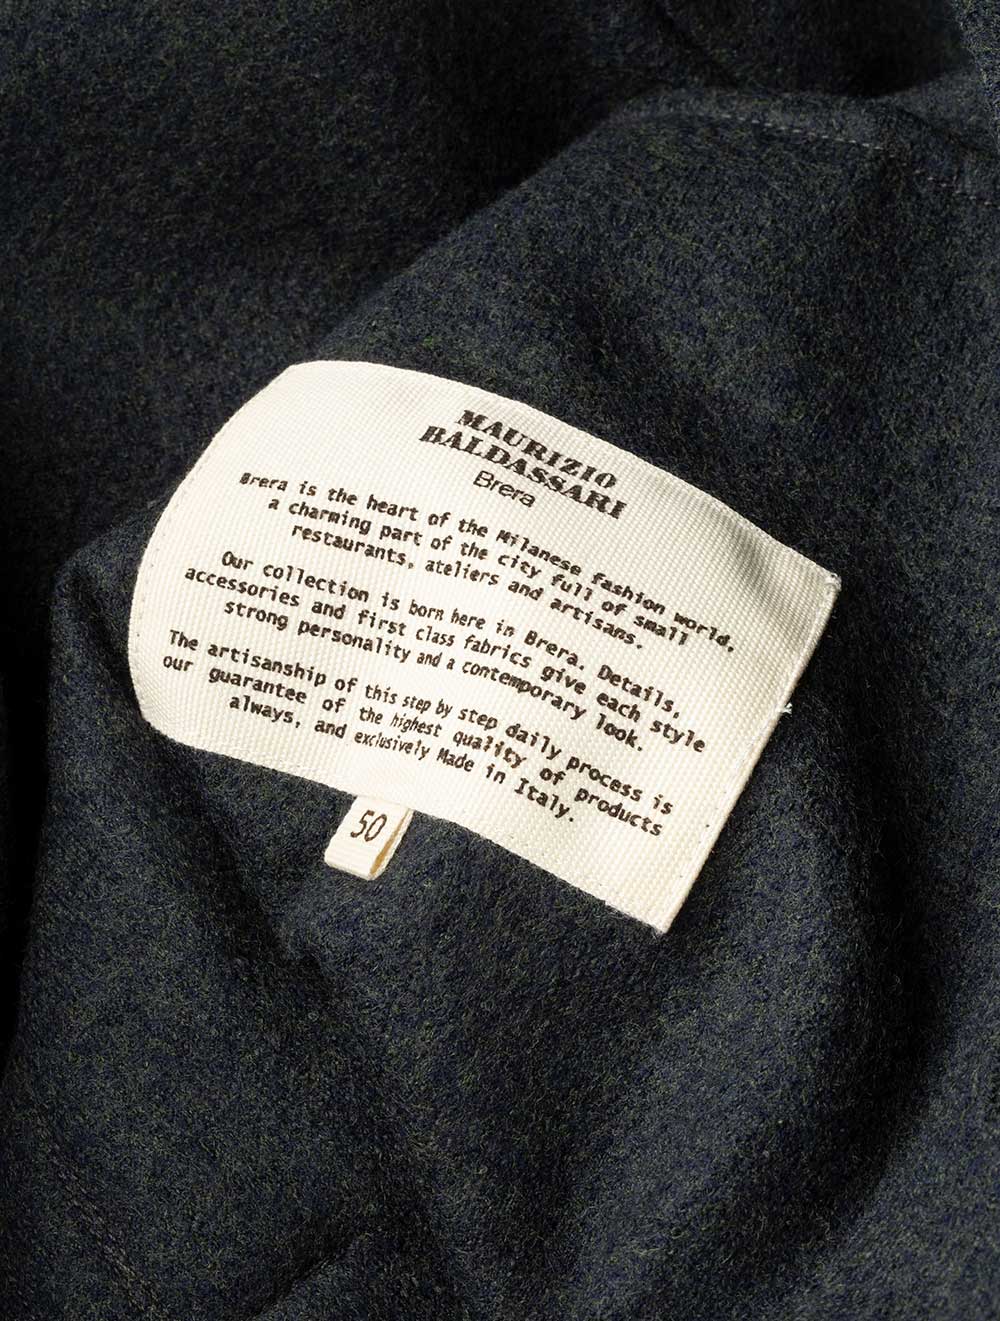 MAURIZIO
BALDASSARI
Brera
Brera is the heart of the Milanese fashion world,
a charming part of the city full of small
restaurants, ateliers and artisans.
Our collection is born here in Brera. Details,
accessories and first class fabrics give each style
strong personality and a contemporary look.
The artisanship of this step by step daily process is
our guarantee of the highest quality of products
always, and exclusively Made in Italy.
50